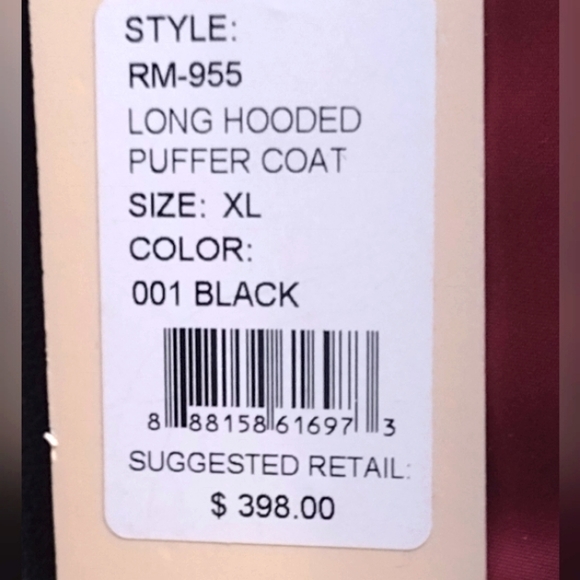 STYLE:
RM-955
LONG HOODED
PUFFER COAT
SIZE: XL
COLOR:
001 BLACK
8 88158 61697 3
SUGGESTED RETAIL:
$ 398.00